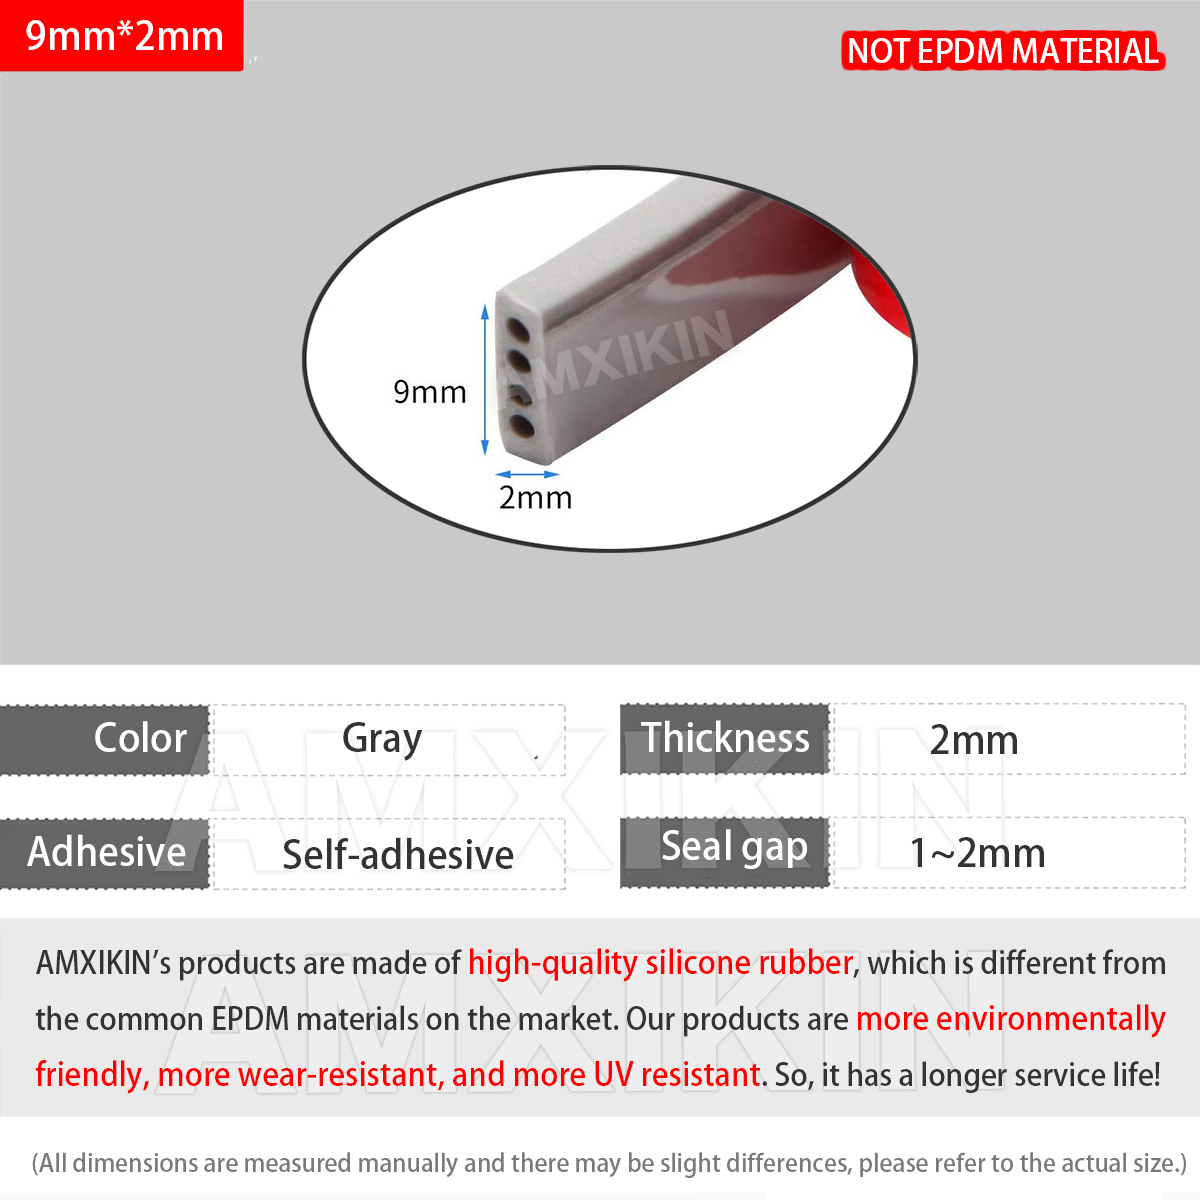 9mm*2mm
NOT EPDM MATERIAL
AMXIKIN
9mm
2mm
Color
Gray
Thickness
2mm
AMXIKIN
Adhesive
Self-adhesive
Seal gap
1~2mm
AMXIKIN’s products are made of high-quality silicone rubber, which is different from
the common EPDM materials on the market. Our products are more environmentally
friendly, more wear-resistant, and more UV resistant. So, it has a longer service life!
AMXIKIN
(All dimensions are measured manually and there may be slight differences, please refer to the actual size.)